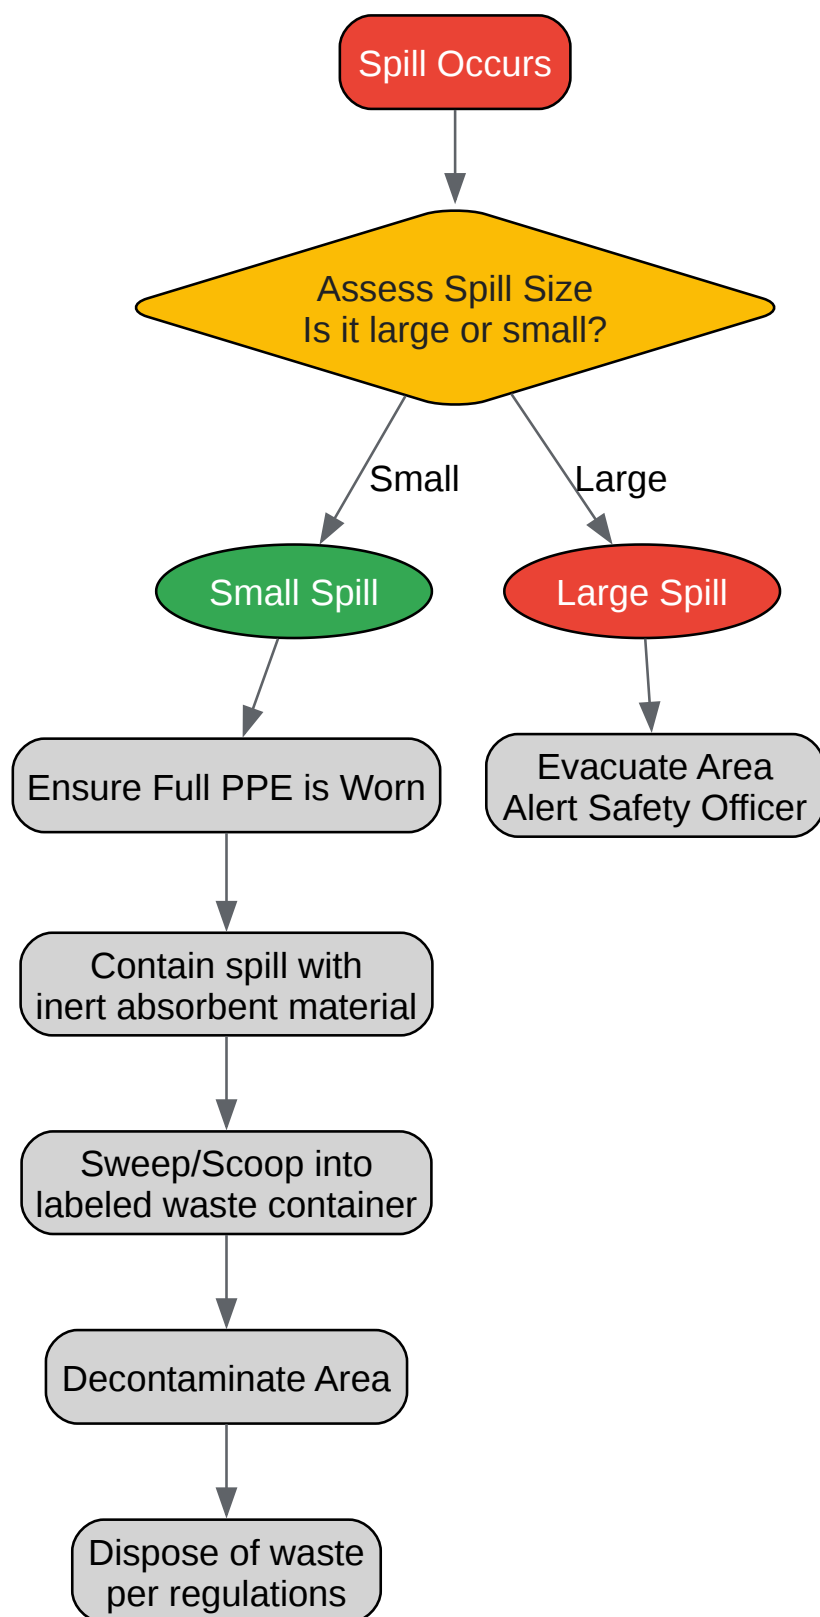 Spill Occurs
Assess Spill Size
Is it large or small?
Small
Large
Small Spill
Large Spill
Ensure Full PPE is Worn
Evacuate Area
Alert Safety Officer
Contain spill with
inert absorbent material
Sweep/Scoop into
labeled waste container
Decontaminate Area
Dispose of waste
per regulations